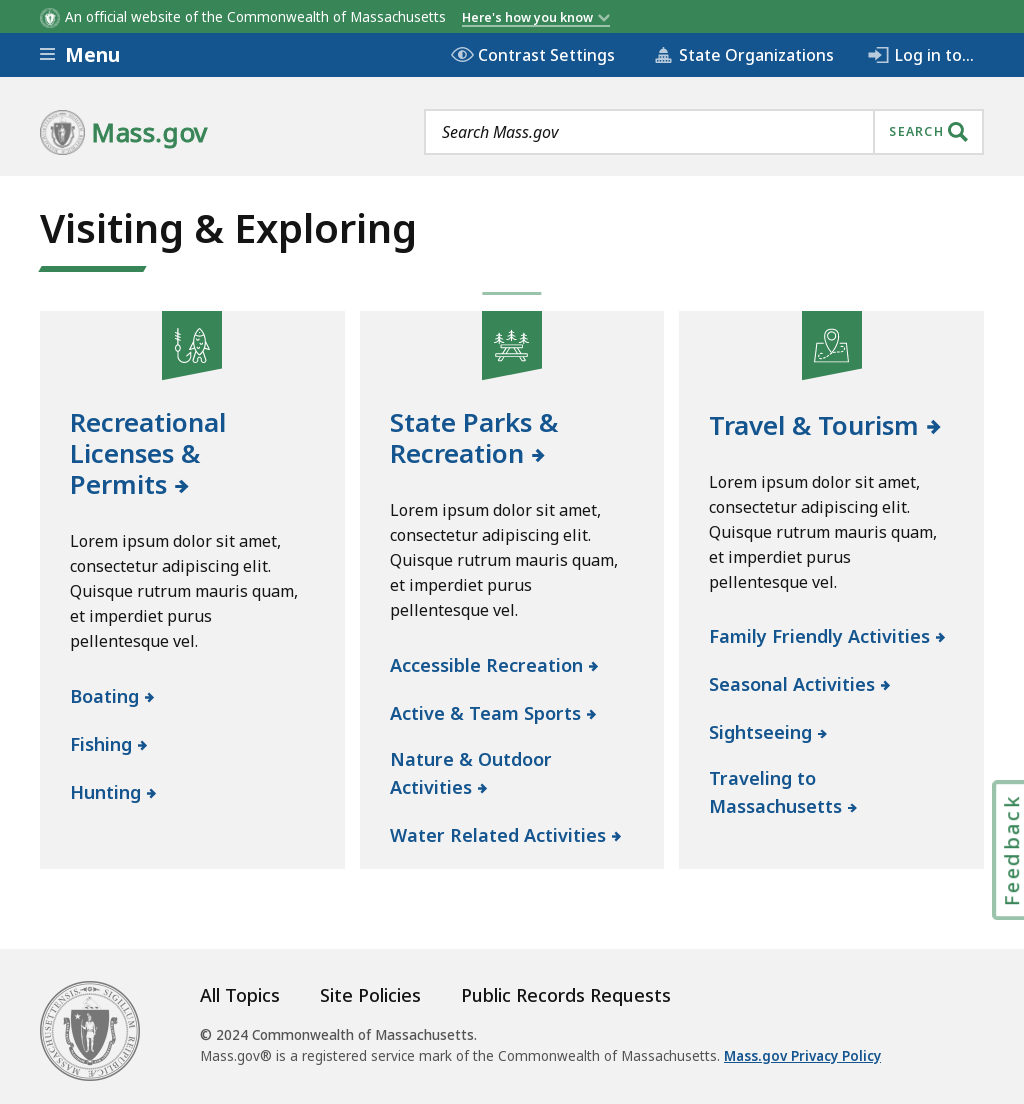 An official website of the Commonwealth of Massachusetts Here's how you know
Menu Contrast Settings State Organizations Log in to...
Mass.gov Search Mass.gov SEARCH
Visiting & Exploring
Recreational
Licenses &
Permits
Lorem ipsum dolor sit amet,
consectetur adipiscing elit.
Quisque rutrum mauris quam,
et imperdiet purus
pellentesque vel.
Boating
Fishing
Hunting
State Parks &
Recreation
Lorem ipsum dolor sit amet,
consectetur adipiscing elit.
Quisque rutrum mauris quam,
et imperdiet purus
pellentesque vel.
Accessible Recreation
Active & Team Sports
Nature & Outdoor
Activities
Water Related Activities
Travel & Tourism
Lorem ipsum dolor sit amet,
consectetur adipiscing elit.
Quisque rutrum mauris quam,
et imperdiet purus
pellentesque vel.
Family Friendly Activities
Seasonal Activities
Sightseeing
Traveling to
Massachusetts
Feedback
All Topics Site Policies Public Records Requests
© 2024 Commonwealth of Massachusetts.
Mass.gov® is a registered service mark of the Commonwealth of Massachusetts. Mass.gov Privacy Policy